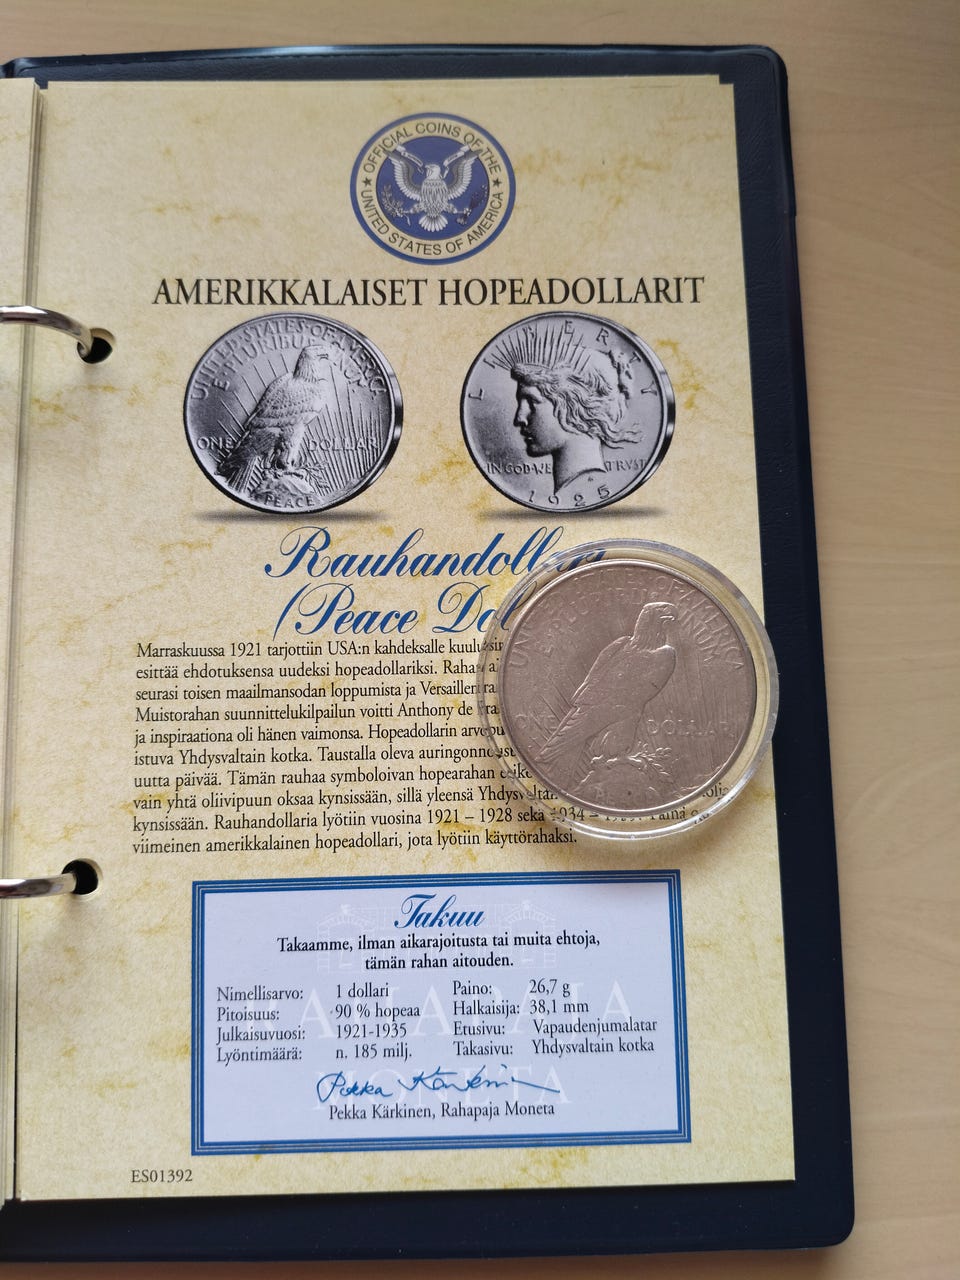 OFFICIAL COINS OF THE
UNITED STATES OF AMERICA
AMERIKKALAISET HOPEADOLLARIT
UNITED STATES OF AMERICA
E PLURIBUS UNUM
ONE DOLLAR
PEACE
LIBERTY
IN GOD WE TRVST
1925
Rauhandollari
(Peace Dol
Marraskuussa 1921 tarjottiin USA:n kahdeksalle
esittää ehdotuksensa uudeksi hopeadollariksi.
seurasi toisen maailmansodan loppumista ja
Muistorahan suunnittelukilpailun voitti Anthony de
ja inspiraationa oli hänen vaimonsa. Hopeadollarin
istuva Yhdysvaltain kotka. Taustalla oleva
uutta päivää. Tämän rauhaa symboloivan hopearahan
vain yhtä oliivipuun oksaa kynsissään, sillä yleensä
kynsissään. Rauhandollaria lyötiin vuosina 1921 – 1928 sekä
viimeinen amerikkalainen hopeadollari, jota lyötiin käyttörahaksi.
UNITED STATES OF AMERICA
E PLURIBUS UNUM
ONE DOLLAR
Takuu
Takaamme, ilman aikarajoitusta tai muita ehtoja,
tämän rahan aitouden.
Nimellisarvo: 1 dollari Paino: 26,7 g
Pitoisuus: 90 % hopeaa Halkaisija: 38,1 mm
Julkaisuvuosi: 1921-1935 Etusivu: Vapaudenjumalatar
Lyöntimäärä: n. 185 milj. Takasivu: Yhdysvaltain kotka
RAHAPAJA
MONETA
Pekka Kärkinen
Pekka Kärkinen, Rahapaja Moneta
ES01392